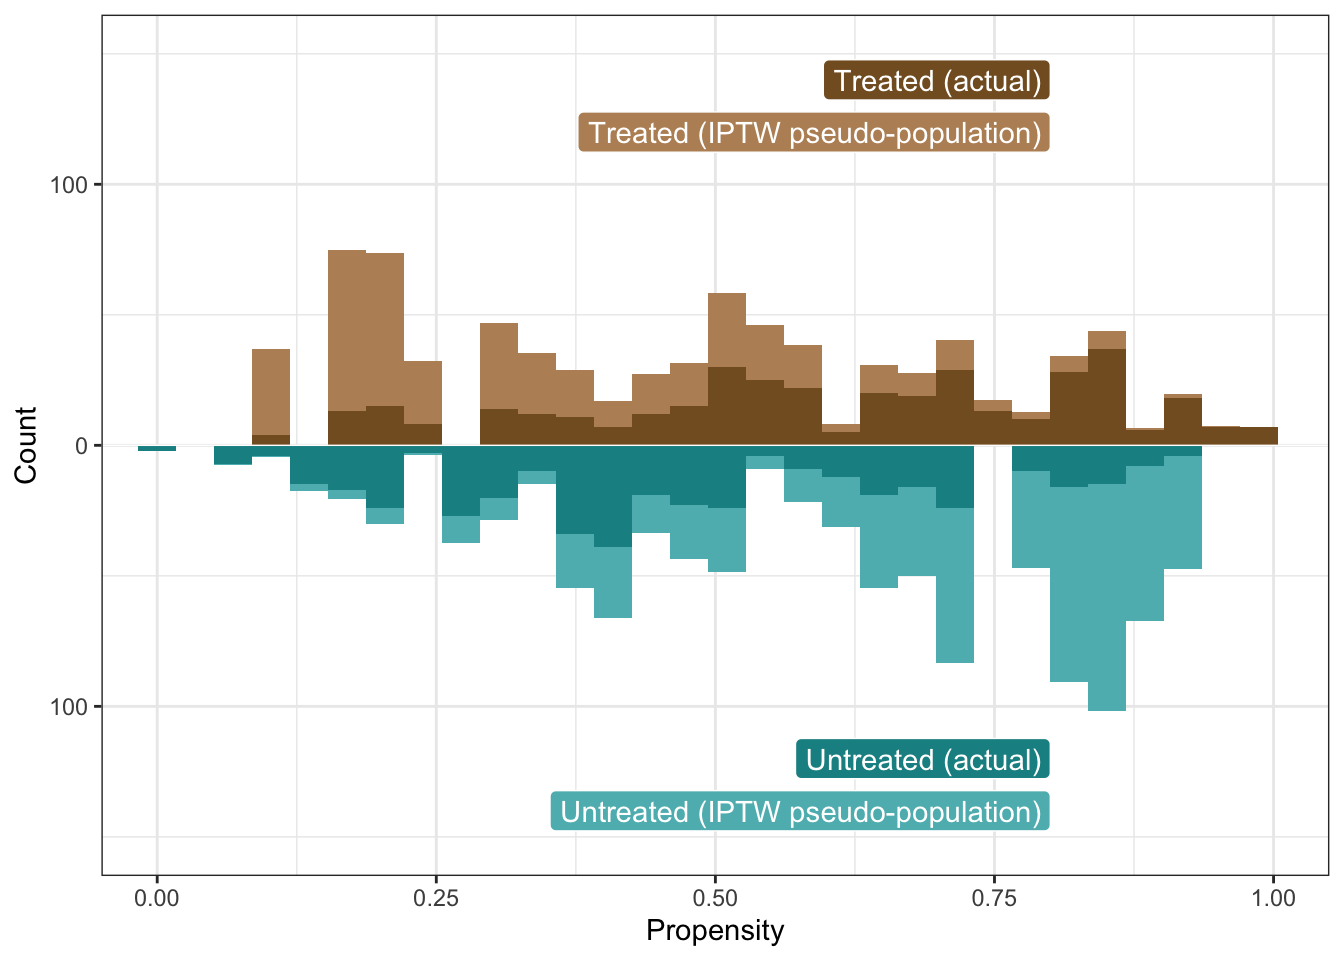 Treated (actual)
Treated (IPTW pseudo-population)
100
0
100
Count
Untreated (actual)
Untreated (IPTW pseudo-population)
0.00 0.25 0.50 0.75 1.00
Propensity